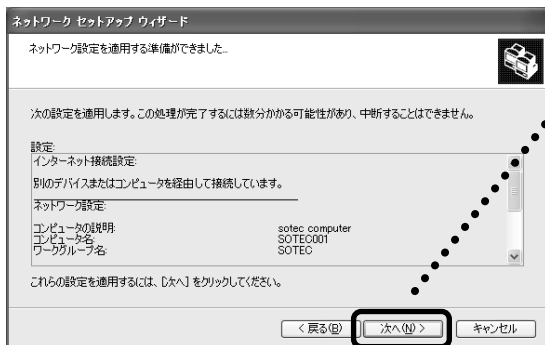 ネットワーク セットアップ ウィザード
ネットワーク設定を適用する準備ができました...
次の設定を適用します。この処理が完了するには数分かかる可能性があり、中断することはできません。
設定:
インターネット接続設定:
別のデバイスまたはコンピュータを経由して接続しています。
ネットワーク設定:
コンピュータの説明: sotec computer
コンピュータ名: SOTEC001
ワークグループ名: SOTEC
これらの設定を適用するには、[次へ] をクリックしてください。
< 戻る(B) 次へ(N) > キャンセル